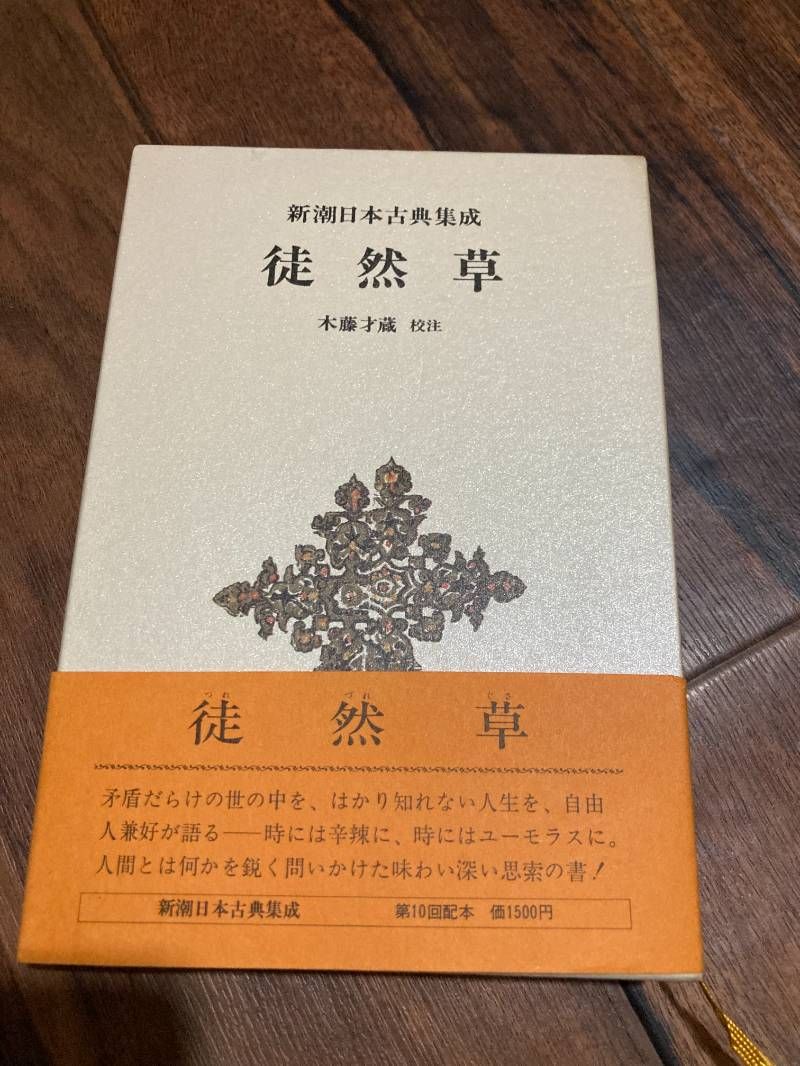 新潮日本古典集成
徒然草
木藤才蔵 校注
つれ づれ ぐさ
徒然草
矛盾だらけの世の中を、はかり知れない人生を、自由
人兼好が語る——時には辛辣に、時にはユーモラスに。
人間とは何かを鋭く問いかけた味わい深い思索の書!
新潮日本古典集成 第10回配本 価1500円